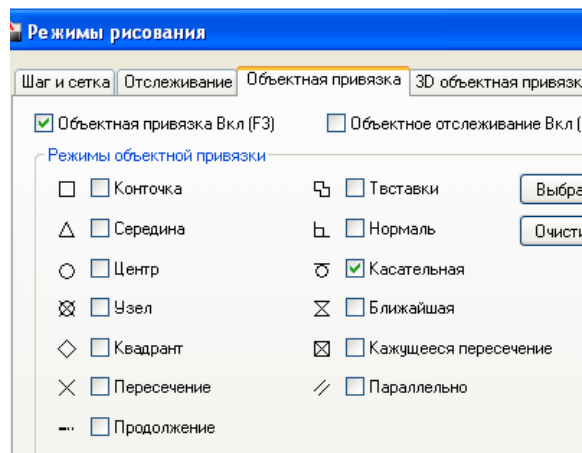 Режимы рисования
Шаг и сетка Отслеживание Объектная привязка 3D объектная привязк
Объектная привязка Вкл (F3) Объектное отслеживание Вкл (
Режимы объектной привязки
Конточка Твставки Выбра
Середина Нормаль Очисти
Центр Касательная
Узел Ближайшая
Квадрант Кажущееся пересечение
Пересечение Параллельно
Продолжение